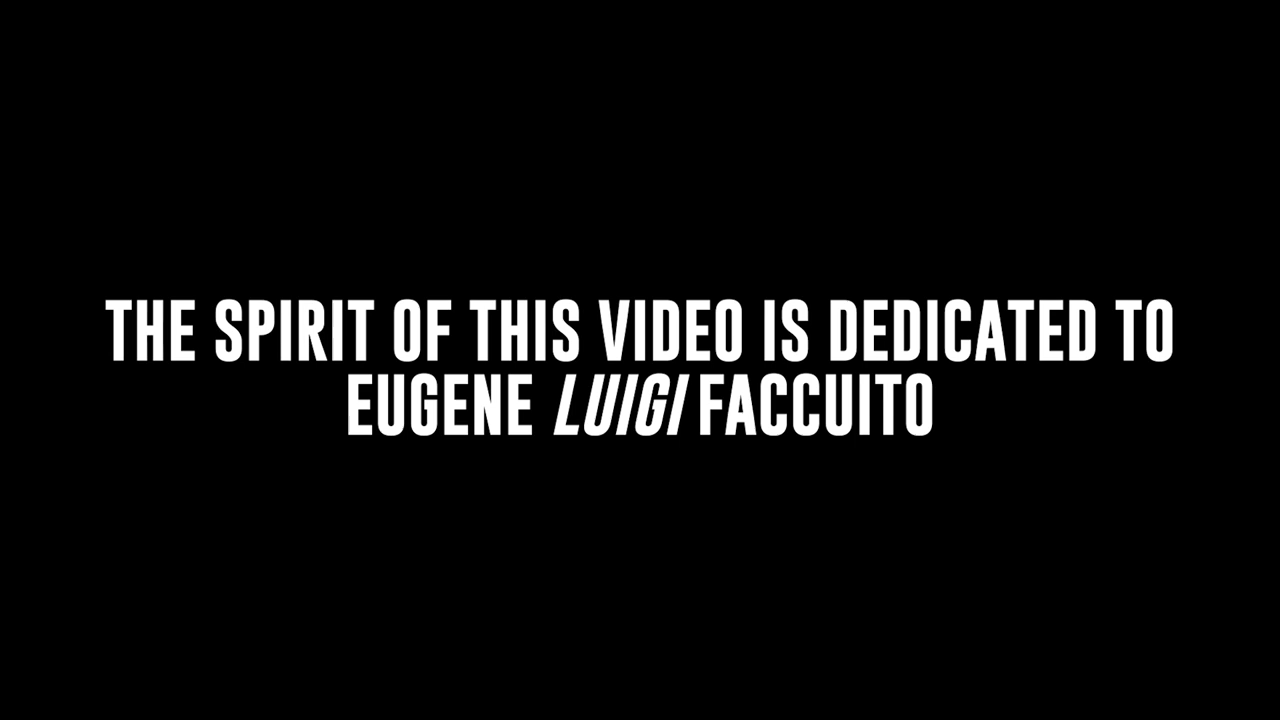 THE SPIRIT OF THIS VIDEO IS DEDICATED TO
EUGENE LUIGI FACCUITO